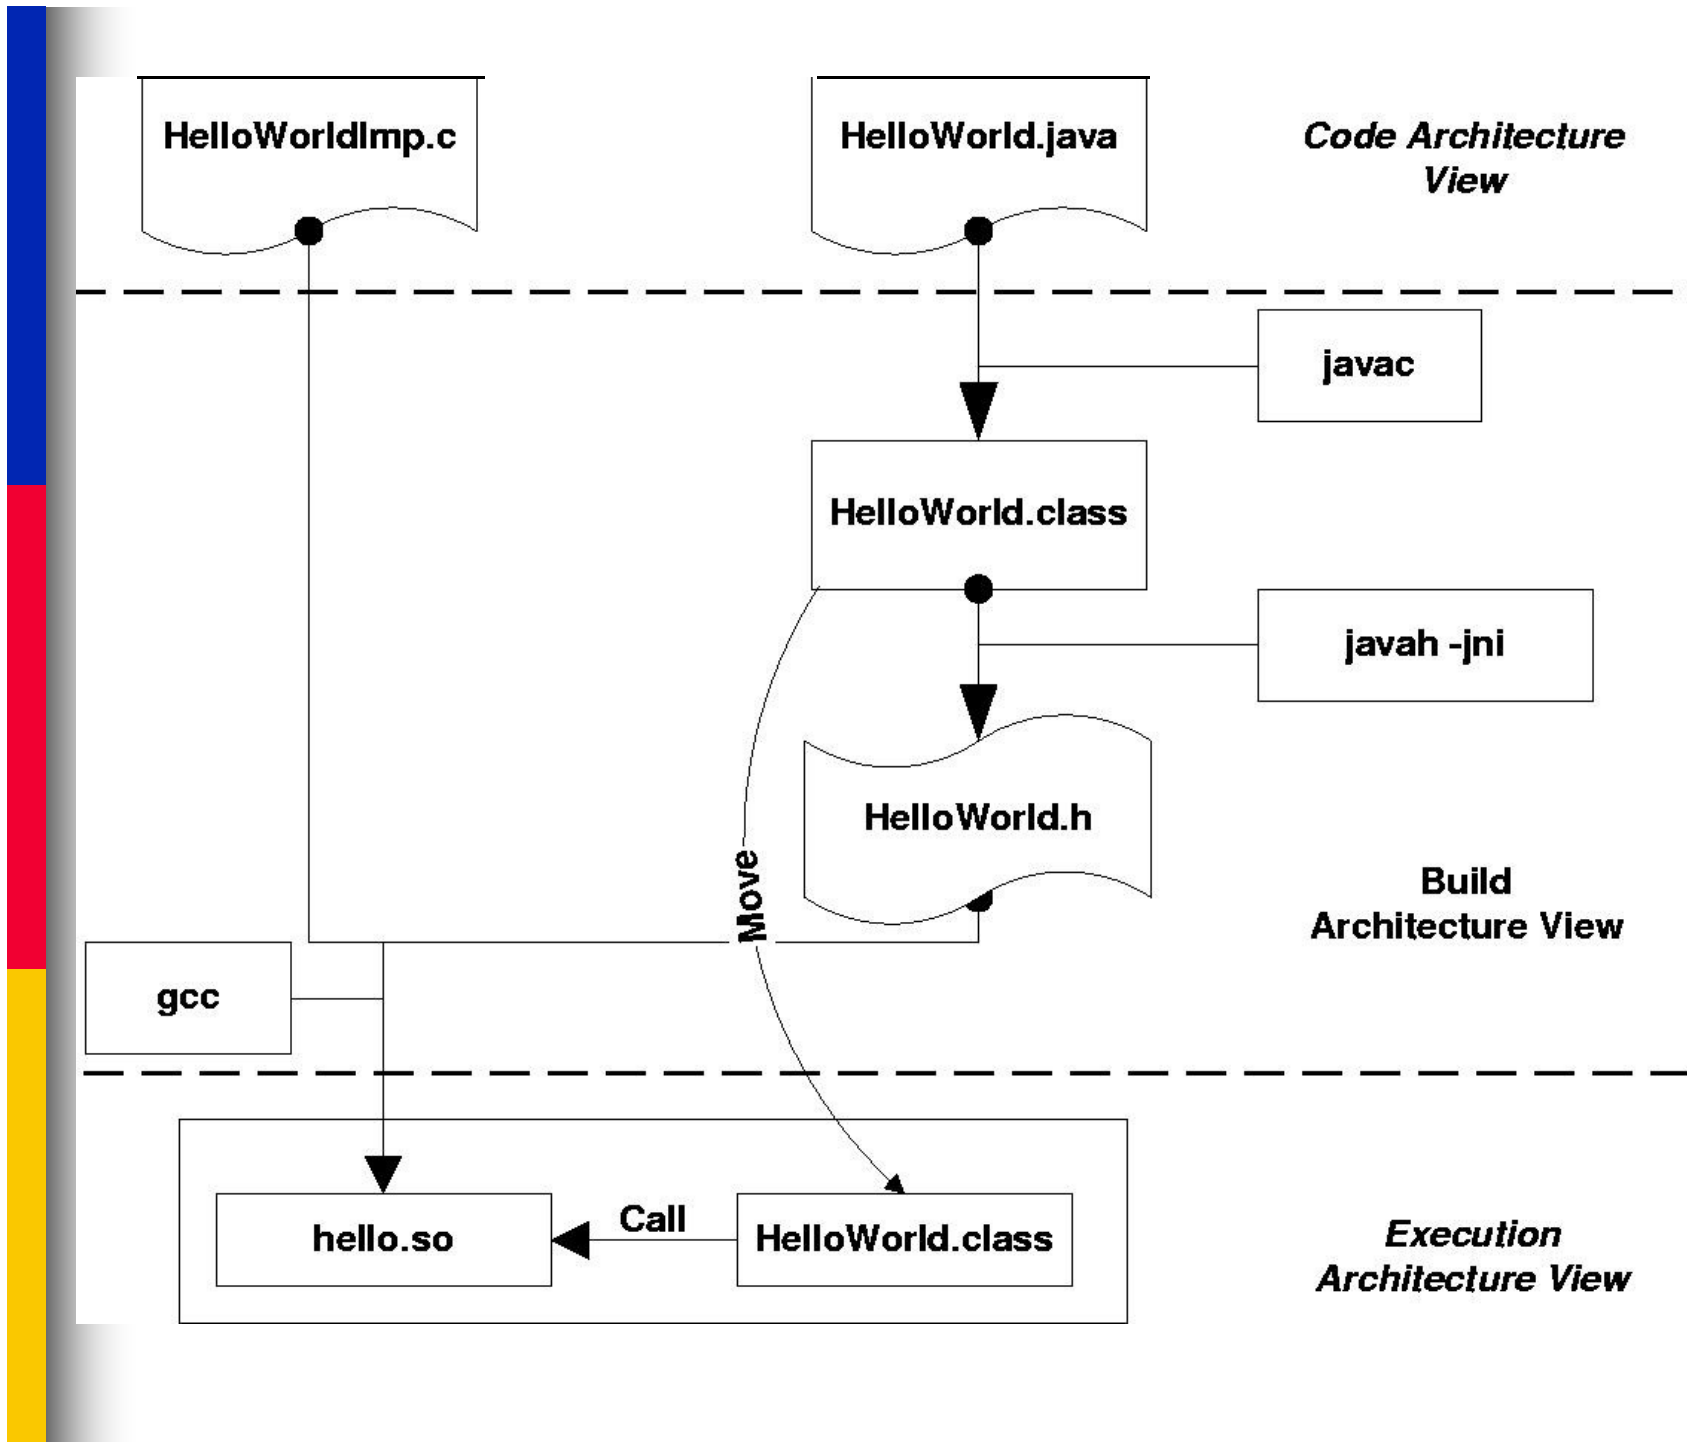 HelloWorldImp.c
HelloWorld.java
Code Architecture
View
javac
HelloWorld.class
javah -jni
HelloWorld.h
Move
Build
Architecture View
gcc
Call
hello.so
HelloWorld.class
Execution
Architecture View